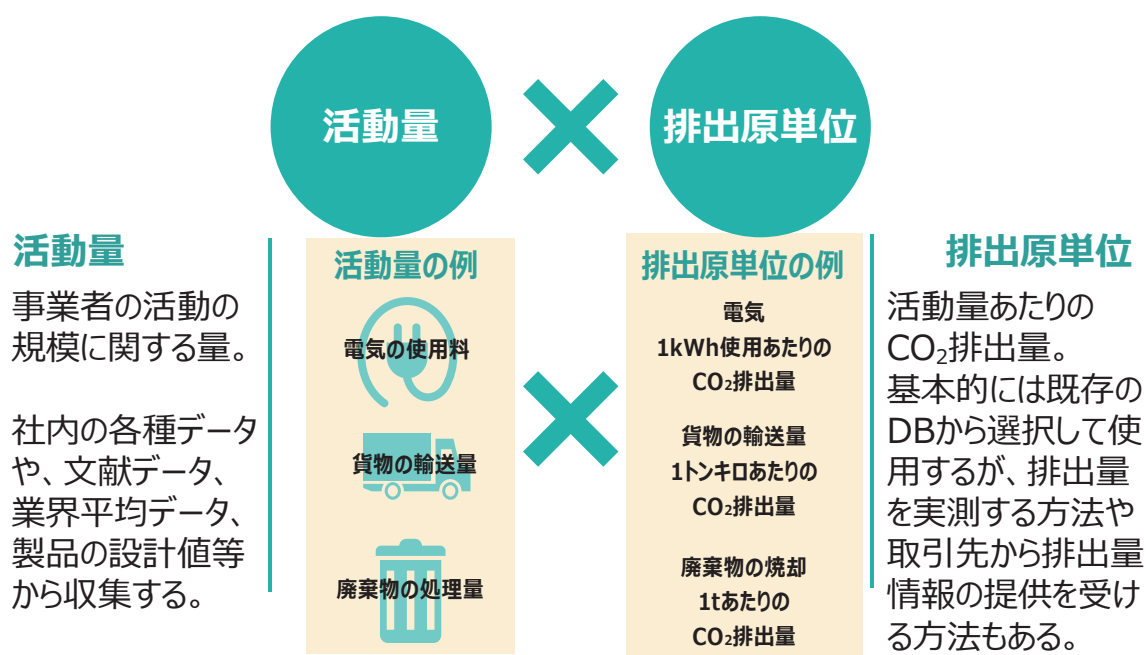 活動量
×
排出原単位
活動量
事業者の活動の
規模に関する量。
社内の各種データ
や、文献データ、
業界平均データ、
製品の設計値等
から収集する。
活動量の例
電気の使用料
貨物の輸送量
廃棄物の処理量
×
排出原単位の例
電気
1kWh使用あたりの
CO₂排出量
貨物の輸送量
1トンキロあたりの
CO₂排出量
廃棄物の焼却
1tあたりの
CO₂排出量
排出原単位
活動量あたりの
CO₂排出量。
基本的には既存の
DBから選択して使
用するが、排出量
を実測する方法や
取引先から排出量
情報の提供を受け
る方法もある。